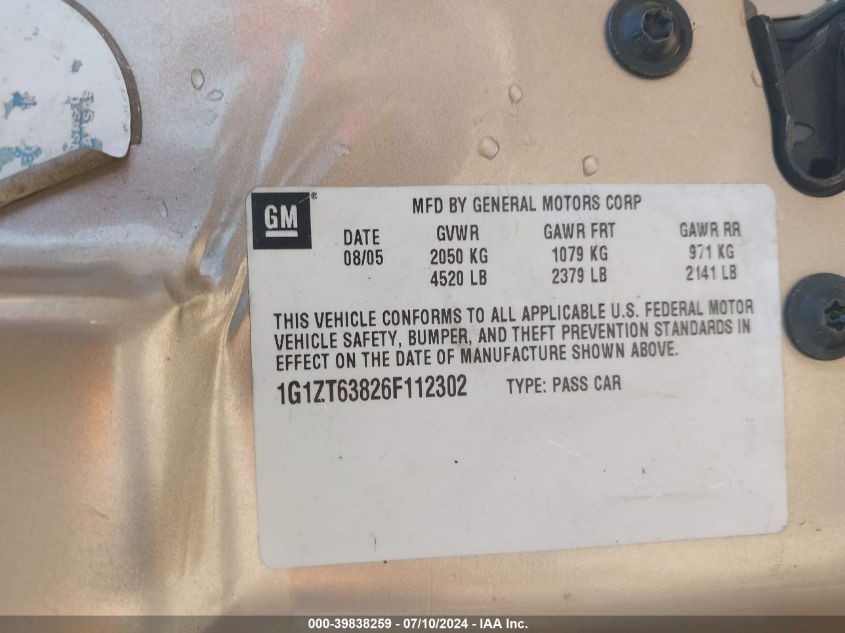 GM ®
MFD BY GENERAL MOTORS CORP
DATE GVWR GAWR FRT GAWR RR
08/05 2050 KG 1079 KG 971 KG
4520 LB 2379 LB 2141 LB
THIS VEHICLE CONFORMS TO ALL APPLICABLE U.S. FEDERAL MOTOR
VEHICLE SAFETY, BUMPER, AND THEFT PREVENTION STANDARDS IN
EFFECT ON THE DATE OF MANUFACTURE SHOWN ABOVE.
1G1ZT63826F112302 TYPE: PASS CAR
000-39838259 - 07/10/2024 - IAA Inc.